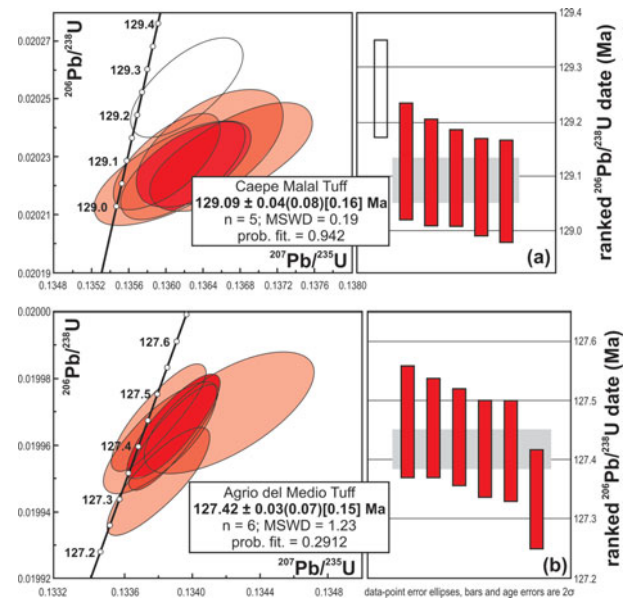 0.02027
0.02025
0.02023
0.02021
0.02019
²⁰⁶Pb/²³⁸U
129.4
129.3
129.2
129.1
129.0
Caepe Malal Tuff
129.09 ± 0.04(0.08)[0.16] Ma
n = 5; MSWD = 0.19
prob. fit. = 0.942
²⁰⁷Pb/²³⁵U
0.1348 0.1352 0.1356 0.1360 0.1364 0.1368 0.1372 0.1376 0.1380
129.4
129.3
129.2
129.1
129.0
ranked ²⁰⁶Pb/²³⁸U date (Ma)
(a)
0.02000
0.01998
0.01996
0.01994
0.01992
²⁰⁶Pb/²³⁸U
127.6
127.5
127.4
127.3
127.2
Agrio del Medio Tuff
127.42 ± 0.03(0.07)[0.15] Ma
n = 6; MSWD = 1.23
prob. fit. = 0.2912
²⁰⁷Pb/²³⁵U
0.1332 0.1336 0.1340 0.1344 0.1348
127.6
127.5
127.4
127.3
127.2
ranked ²⁰⁶Pb/²³⁸U date (Ma)
(b)
data-point error ellipses, bars and age errors are 2σ